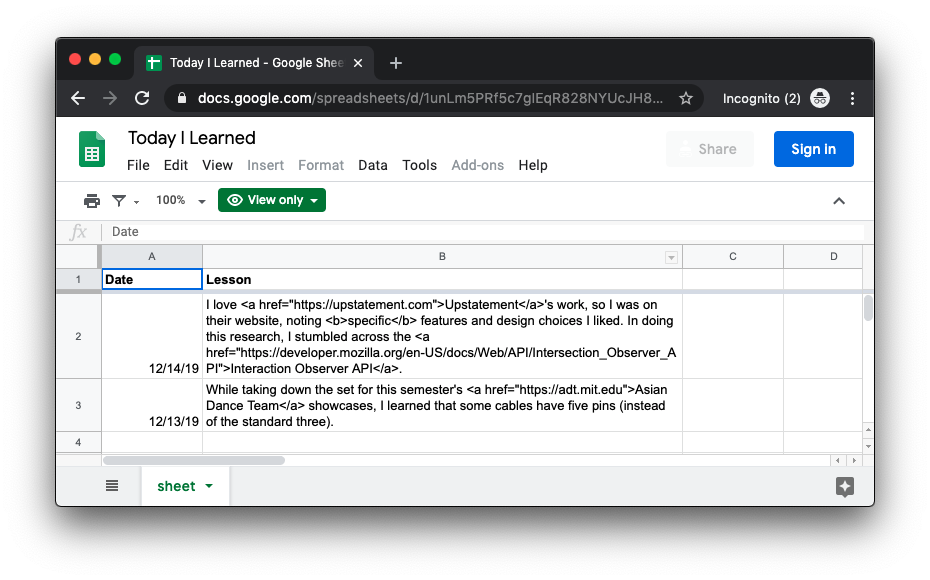 Today I Learned - Google Shee
docs.google.com/spreadsheets/d/1unLm5PRf5c7glEqR828NYUcJH8...
Incognito (2)
Today I Learned
File Edit View Insert Format Data Tools Add-ons Help
Share
Sign in
100%
View only
fx Date
A B C D
1 Date Lesson
I love <a href="https://upstatement.com">Upstatement</a>'s work, so I was on
their website, noting <b>specific</b> features and design choices I liked. In doing
2 this research, I stumbled across the <a
href="https://developer.mozilla.org/en-US/docs/Web/API/Intersection_Observer_A
12/14/19 PI">Interaction Observer API</a>.
While taking down the set for this semester's <a href="https://adt.mit.edu">Asian
3 Dance Team</a> showcases, I learned that some cables have five pins (instead
12/13/19 of the standard three).
4
sheet